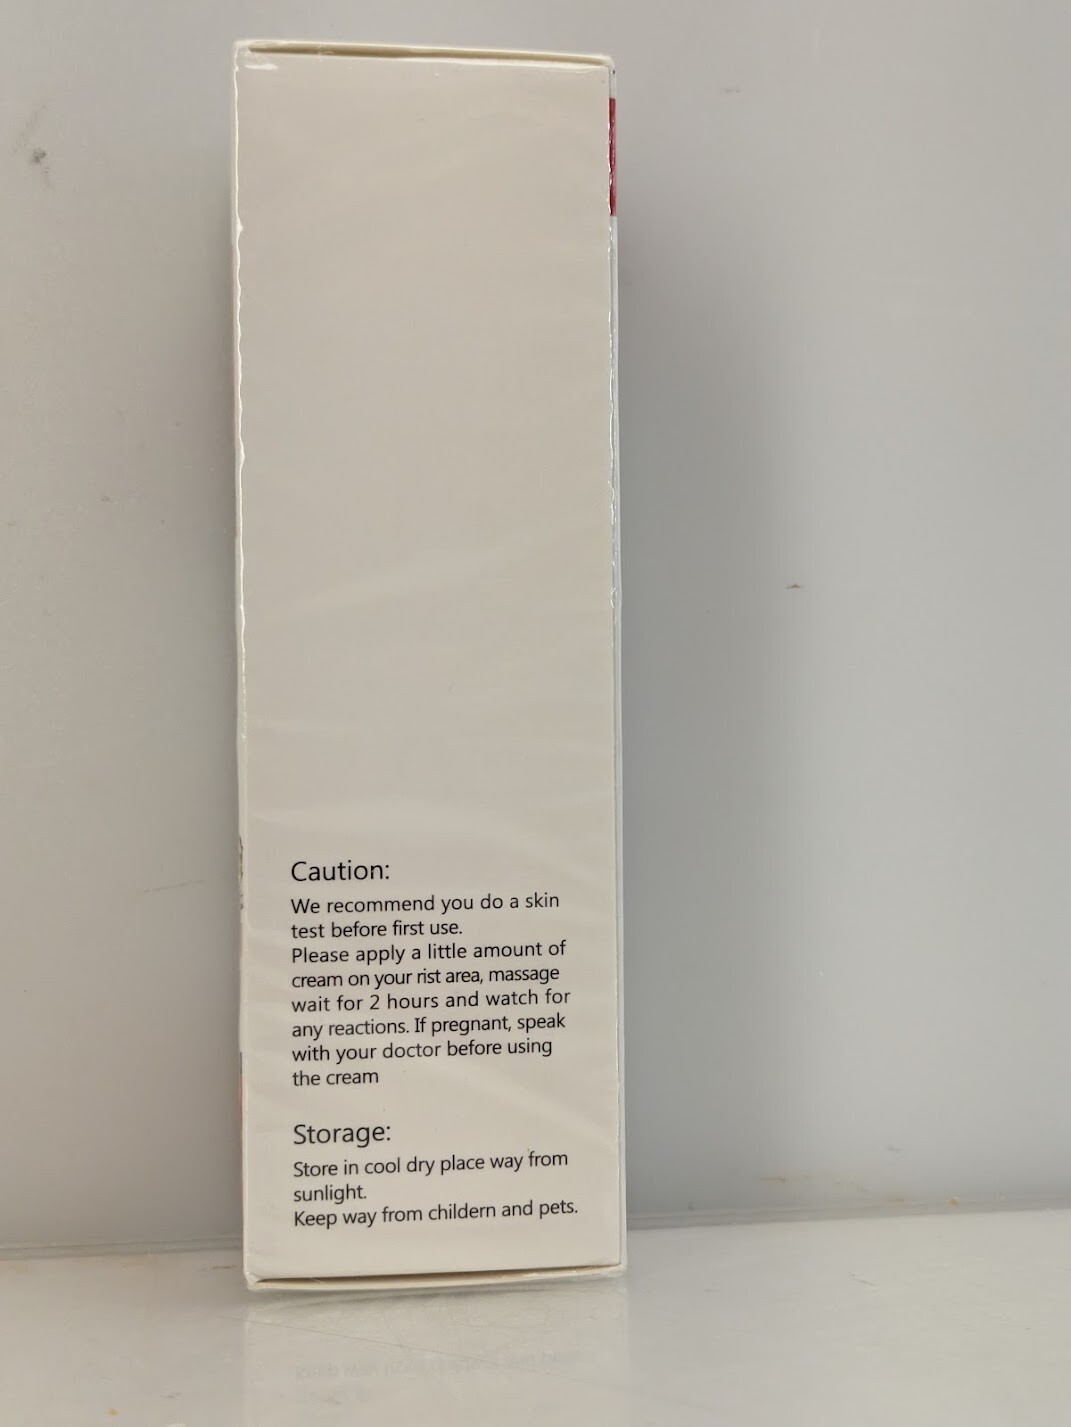 Caution:
We recommend you do a skin
test before first use.
Please apply a little amount of
cream on your rist area, massage
wait for 2 hours and watch for
any reactions. If pregnant, speak
with your doctor before using
the cream
Storage:
Store in cool dry place way from
sunlight.
Keep way from childern and pets.